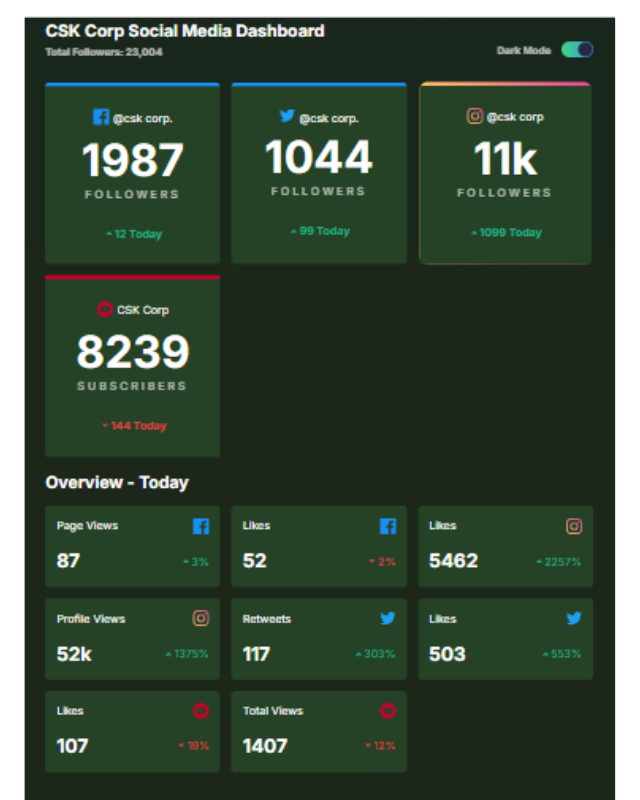 CSK Corp Social Media Dashboard
Total Followers: 23,004
Dark Mode
@csk corp.
1987
FOLLOWERS
12 Today
@csk corp.
1044
FOLLOWERS
99 Today
@csk corp
11k
FOLLOWERS
1099 Today
CSK Corp
8239
SUBSCRIBERS
144 Today
Overview - Today
Page Views
87
3%
Likes
52
2%
Likes
5462
2257%
Profile Views
52k
1375%
Retweets
117
303%
Likes
503
553%
Likes
107
19%
Total Views
1407
12%